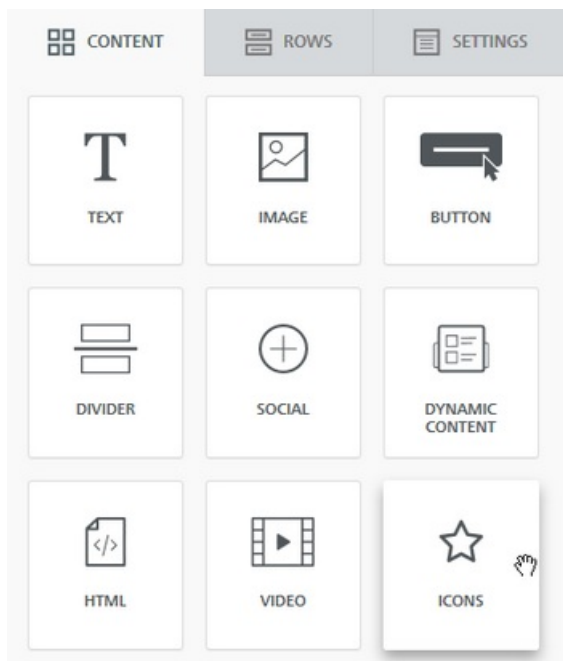 CONTENT
ROWS
SETTINGS
T
TEXT
IMAGE
BUTTON
DIVIDER
SOCIAL
DYNAMIC
CONTENT
</>
HTML
VIDEO
ICONS